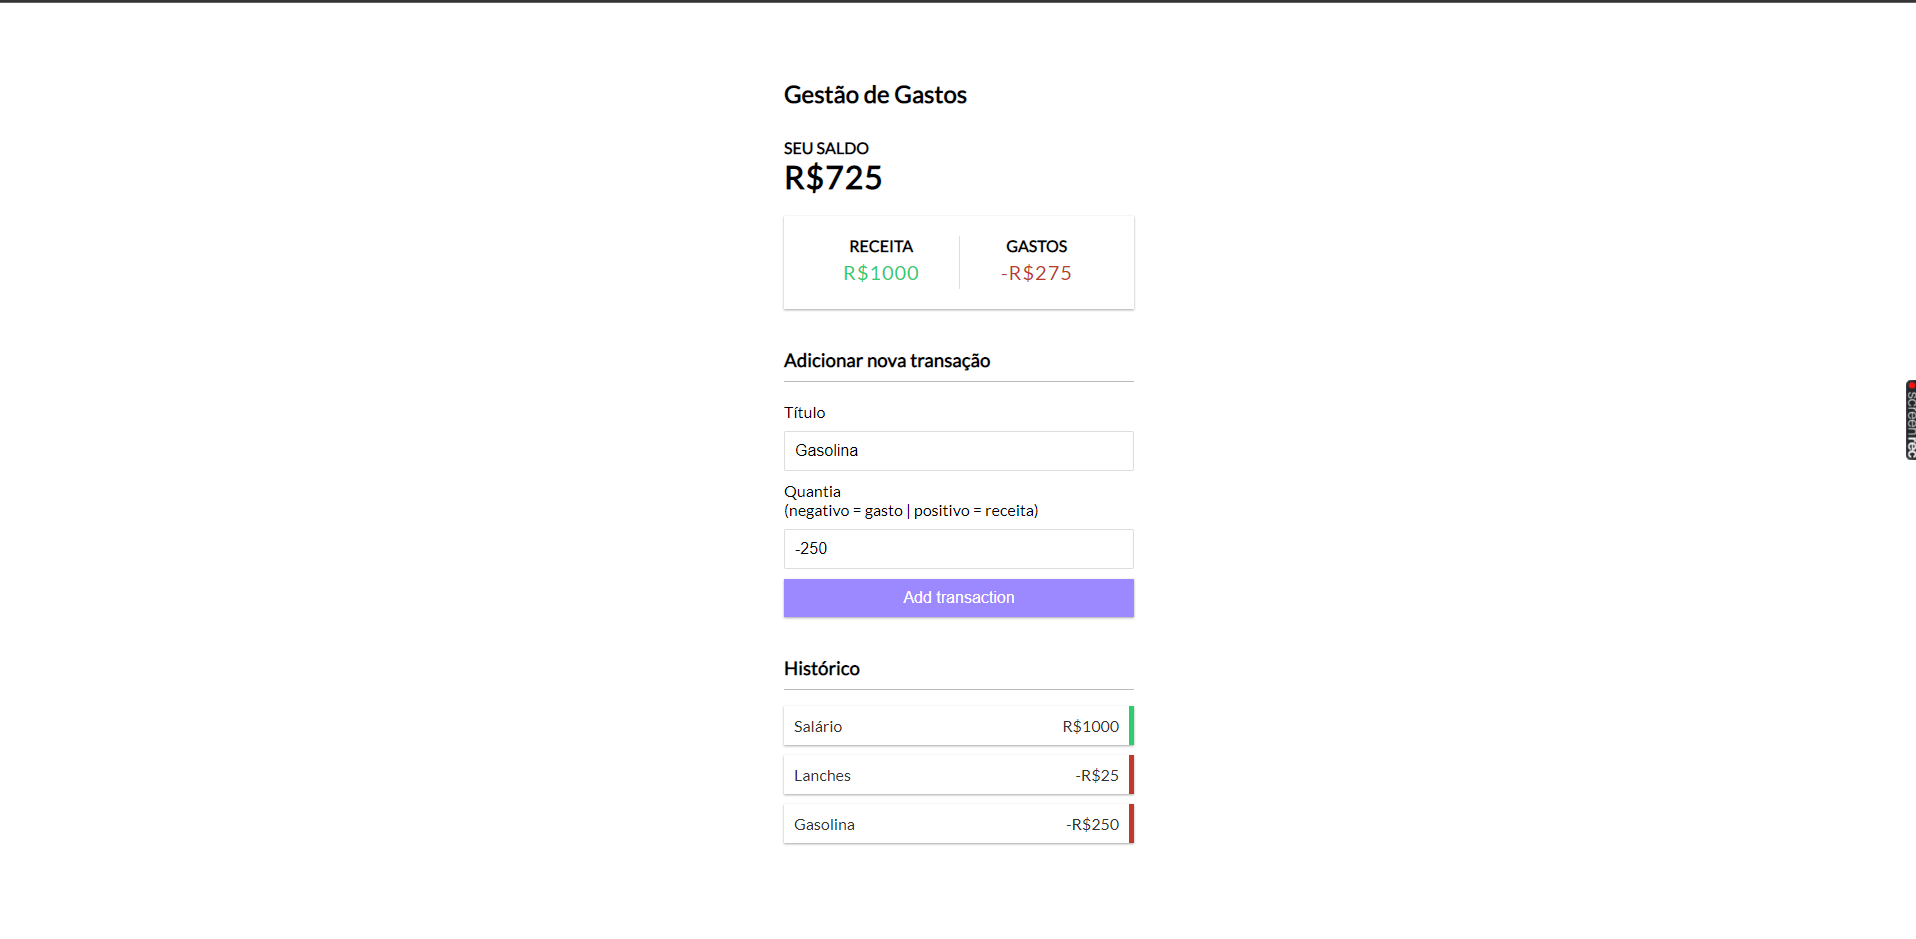 Gestão de Gastos
SEU SALDO
R$725
RECEITA
R$1000
GASTOS
-R$275
Adicionar nova transação
Título
Gasolina
Quantia
(negativo = gasto | positivo = receita)
-250
Add transaction
Histórico
Salário R$1000
Lanches -R$25
Gasolina -R$250
screenrec